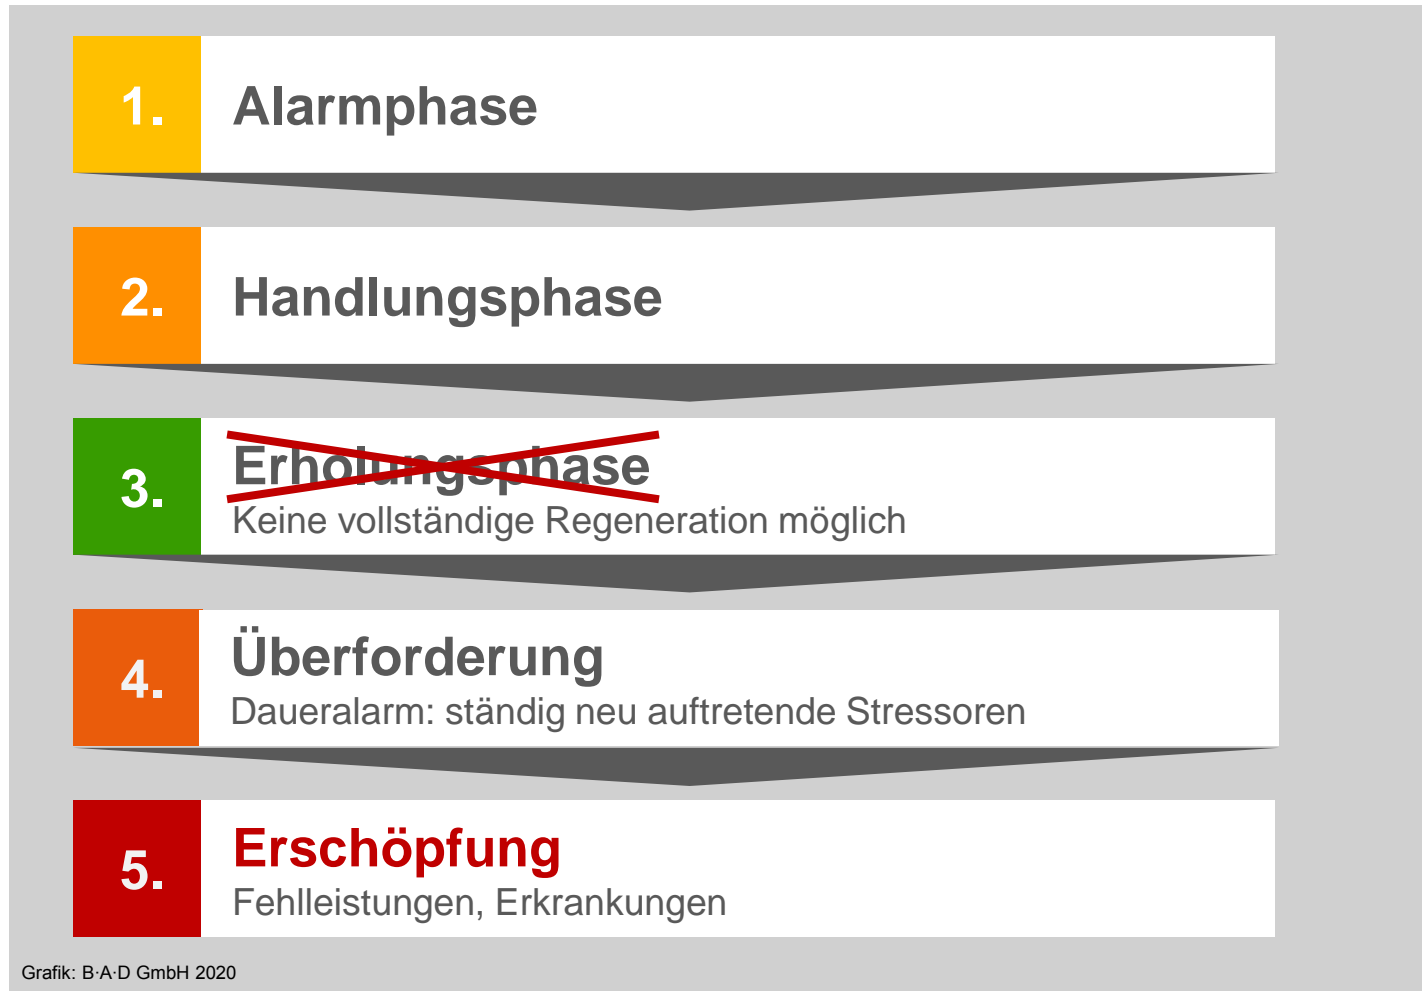 1.
Alarmphase
2.
Handlungsphase
3.
Erholungsphase
Keine vollständige Regeneration möglich
4.
Überforderung
Daueralarm: ständig neu auftretende Stressoren
5.
Erschöpfung
Fehlleistungen, Erkrankungen
Grafik: B·A·D GmbH 2020